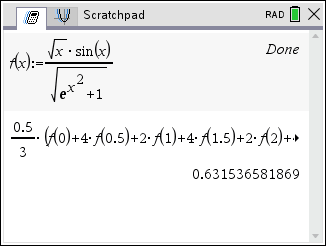 Scratchpad RAD
f(x):=√x·sin(x)/√(e^x^2+1) Done
0.5/3·(f(0)+4·f(0.5)+2·f(1)+4·f(1.5)+2·f(2)+
0.631536581869